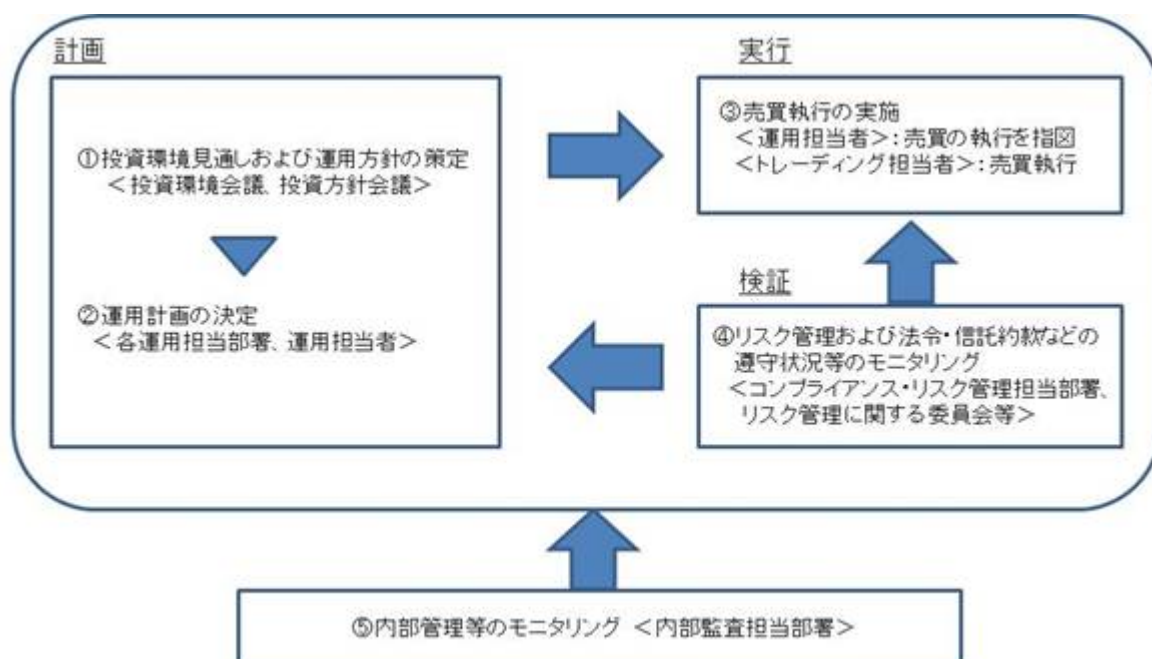 計画
①投資環境見通しおよび運用方針の策定
＜投資環境会議、投資方針会議＞
②運用計画の決定
＜各運用担当部署、運用担当者＞
実行
③売買執行の実施
＜運用担当者＞：売買の執行を指図
＜トレーディング担当者＞：売買執行
検証
④リスク管理および法令・信託約款などの
遵守状況等のモニタリング
＜コンプライアンス・リスク管理担当部署、
リスク管理に関する委員会等＞
⑤内部管理等のモニタリング ＜内部監査担当部署＞